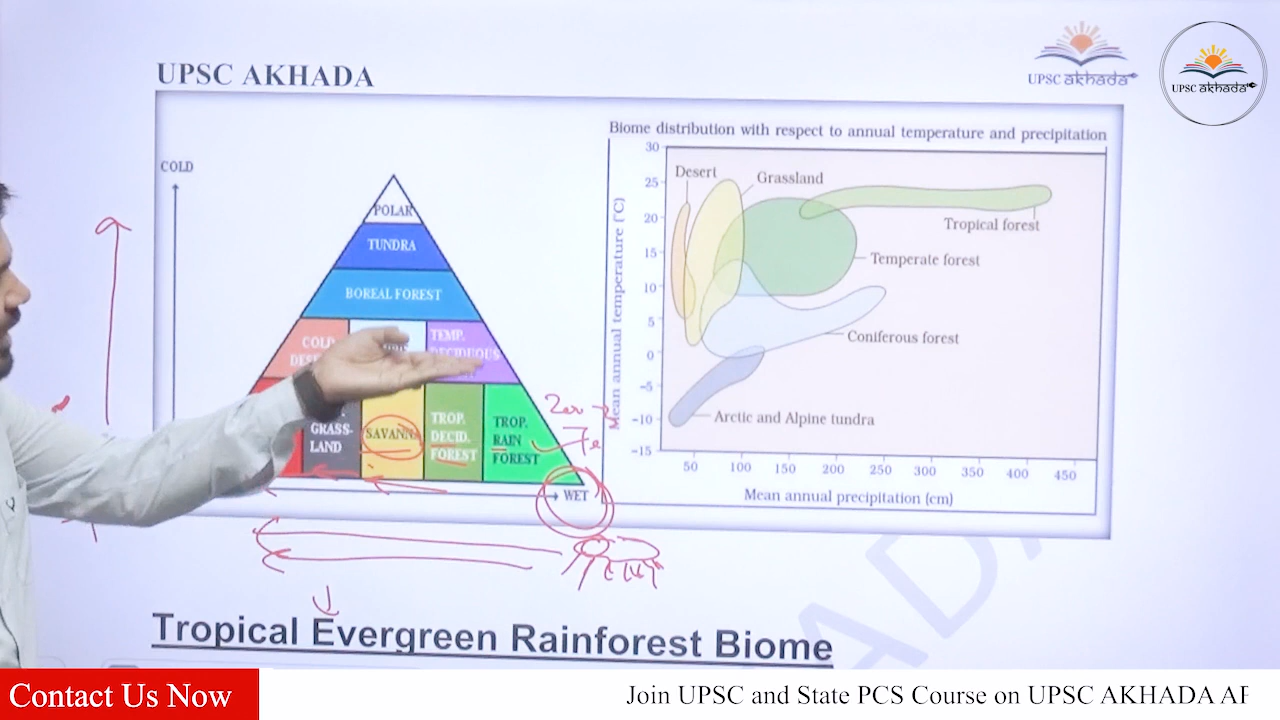 UPSC AKHADA
UPSC akhada
UPSC akhada
COLD
POLAR
TUNDRA
BOREAL FOREST
COLD
TEMP.
DECIDUOUS
GRASS-
LAND
SAVANNA
TROP.
DECID.
FOREST
TROP.
RAIN
FOREST
WET
200
Biome distribution with respect to annual temperature and precipitation
Mean annual temperature (°C)
30
25
20
15
10
5
0
−5
−10
−15
Desert
Grassland
Tropical forest
Temperate forest
Coniferous forest
Arctic and Alpine tundra
50 100 150 200 250 300 350 400 450
Mean annual precipitation (cm)
Tropical Evergreen Rainforest Biome
Contact Us Now
Join UPSC and State PCS Course on UPSC AKHADA